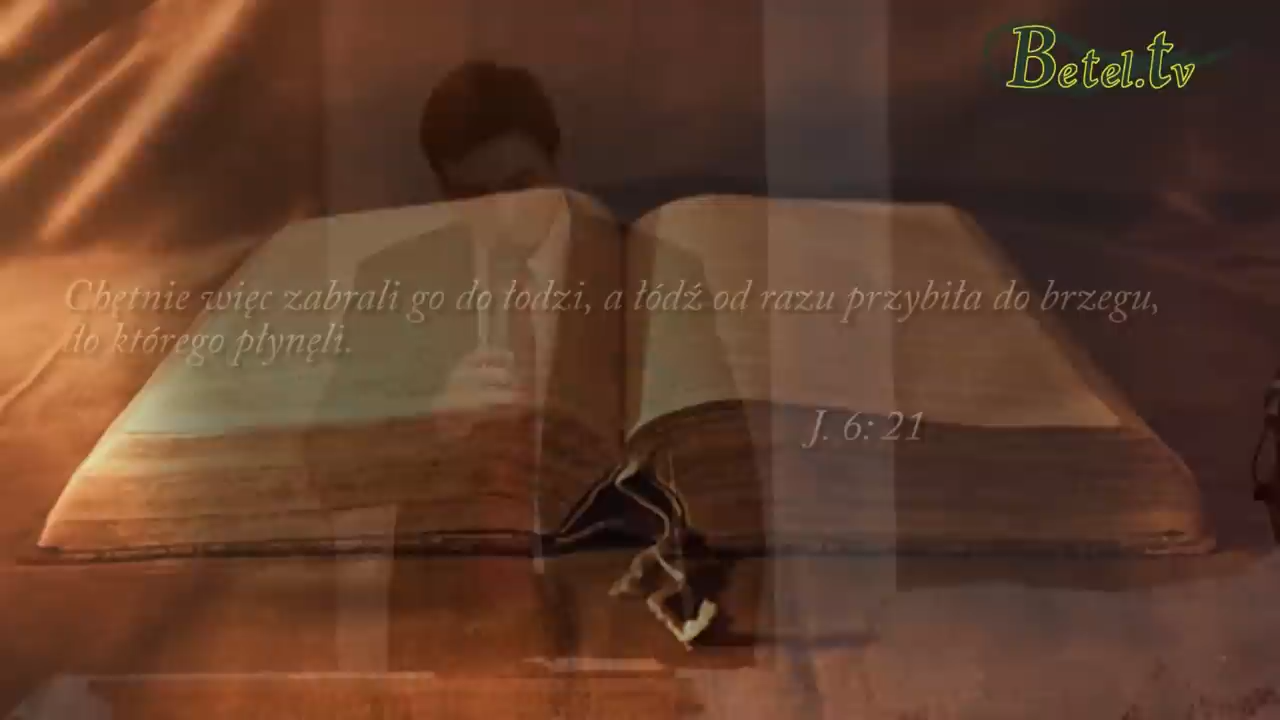 Betel.tv
Chętnie więc zabrali go do łodzi, a łódź od razu przybiła do brzegu,
do którego płynęli.
J. 6: 21